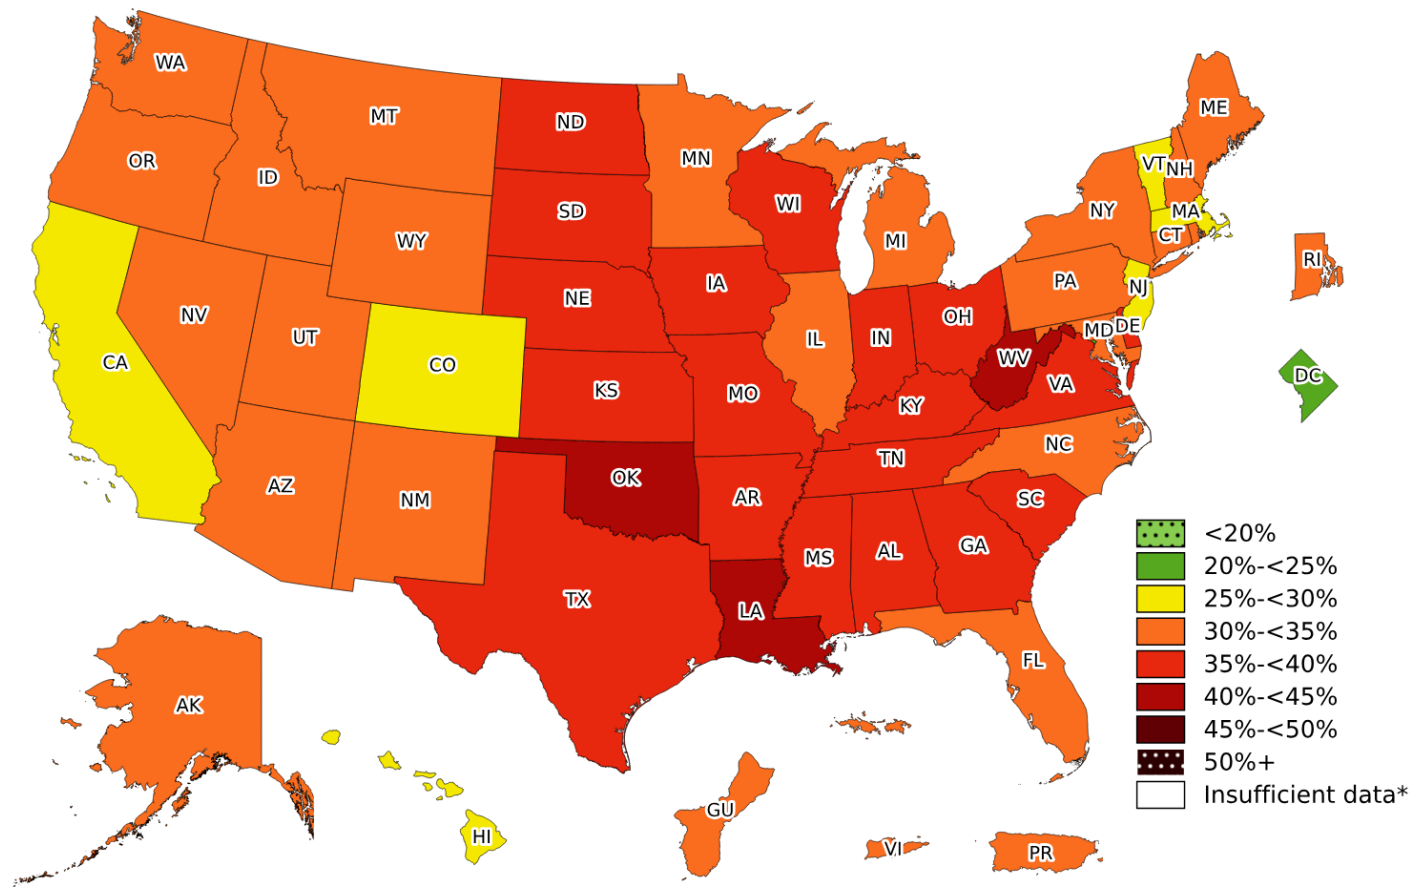 WA
MT
ND
MN
ME
OR
ID
SD
WI
VT
NH
WY
MI
NY
MA
CT
RI
NV
NE
IA
PA
NJ
UT
CO
IL
IN
OH
MD
DE
CA
KS
MO
WV
VA
DC
KY
AZ
NM
OK
AR
TN
NC
SC
MS
AL
GA
TX
LA
FL
AK
HI
GU
VI
PR
<20%
20%-<25%
25%-<30%
30%-<35%
35%-<40%
40%-<45%
45%-<50%
50%+
Insufficient data*